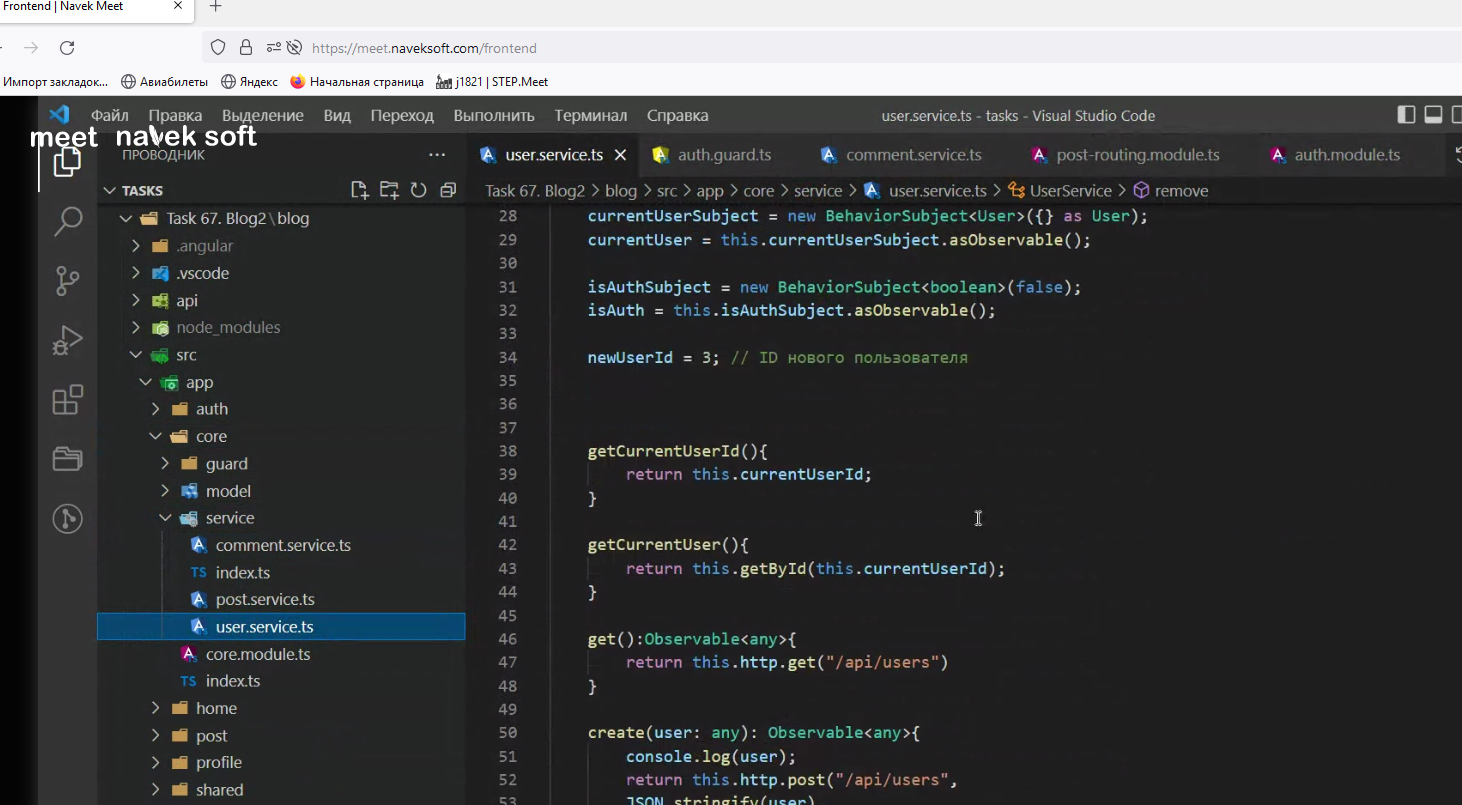 Frontend | Navek Meet
https://meet.naveksoft.com/frontend
Импорт закладок... Авиабилеты Яндекс Начальная страница j1821 | STEP.Meet
Файл Правка Выделение Вид Переход Выполнить Терминал Справка user.service.ts - tasks - Visual Studio Code
meet navek soft
ПРОВОДНИК ...
user.service.ts auth.guard.ts comment.service.ts post-routing.module.ts auth.module.ts
TASKS
Task 67. Blog2 > blog > src > app > core > service > user.service.ts > UserService > remove
Task 67. Blog2\blog
.angular
.vscode
api
node_modules
src
app
auth
core
guard
model
service
comment.service.ts
TS index.ts
post.service.ts
user.service.ts
core.module.ts
TS index.ts
home
post
profile
shared
28 currentUserSubject = new BehaviorSubject<User>({} as User);
29 currentUser = this.currentUserSubject.asObservable();
30
31 isAuthSubject = new BehaviorSubject<boolean>(false);
32 isAuth = this.isAuthSubject.asObservable();
33
34 newUserId = 3; // ID нового пользователя
35
36
37
38 getCurrentUserId(){
39 return this.currentUserId;
40 }
41
42 getCurrentUser(){
43 return this.getById(this.currentUserId);
44 }
45
46 get():Observable<any>{
47 return this.http.get("/api/users")
48 }
49
50 create(user: any): Observable<any>{
51 console.log(user);
52 return this.http.post("/api/users",
53 JSON.stringify(user)